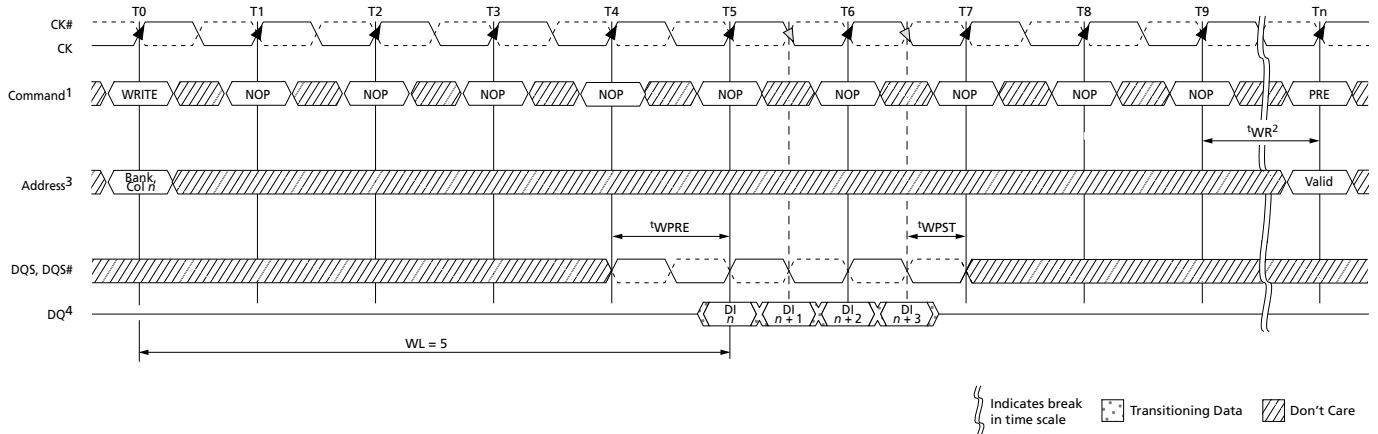 T0 T1 T2 T3 T4 T5 T6 T7 T8 T9 Tn
CK#
CK
Command1 WRITE NOP NOP NOP NOP NOP NOP NOP NOP NOP PRE
tWR2
Address3 Bank, Col n Valid
tWPRE tWPST
DQS, DQS#
DQ4 DI n DI n + 1 DI n + 2 DI n + 3
WL = 5
Indicates break
in time scale
Transitioning Data
Don't Care